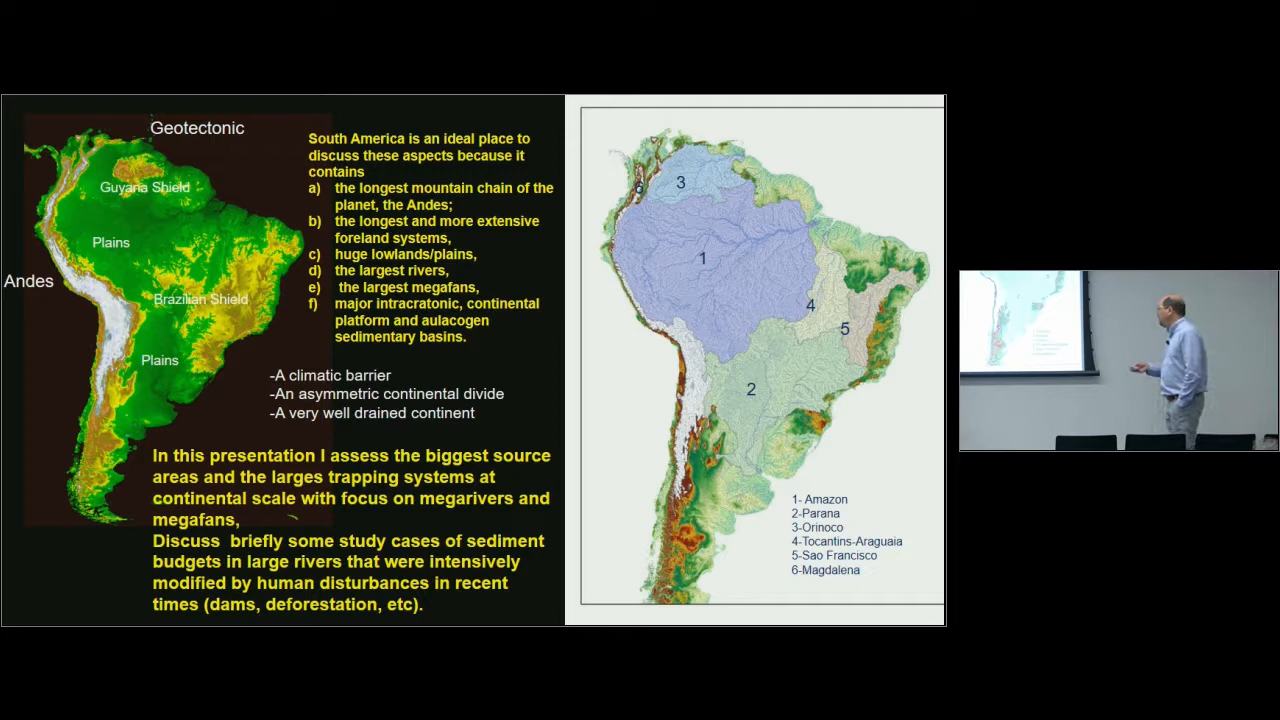 Geotectonic
Guyana Shield
Plains
Andes
Brazilian Shield
Plains
South America is an ideal place to
discuss these aspects because it
contains
a) the longest mountain chain of the
planet, the Andes;
b) the longest and more extensive
foreland systems,
c) huge lowlands/plains,
d) the largest rivers,
e) the largest megafans,
f) major intracratonic, continental
platform and aulacogen
sedimentary basins.
-A climatic barrier
-An asymmetric continental divide
-A very well drained continent
In this presentation I assess the biggest source
areas and the larges trapping systems at
continental scale with focus on megarivers and
megafans,
Discuss briefly some study cases of sediment
budgets in large rivers that were intensively
modified by human disturbances in recent
times (dams, deforestation, etc).
6
3
1
4
5
2
1- Amazon
2-Parana
3-Orinoco
4-Tocantins-Araguaia
5-Sao Francisco
6-Magdalena